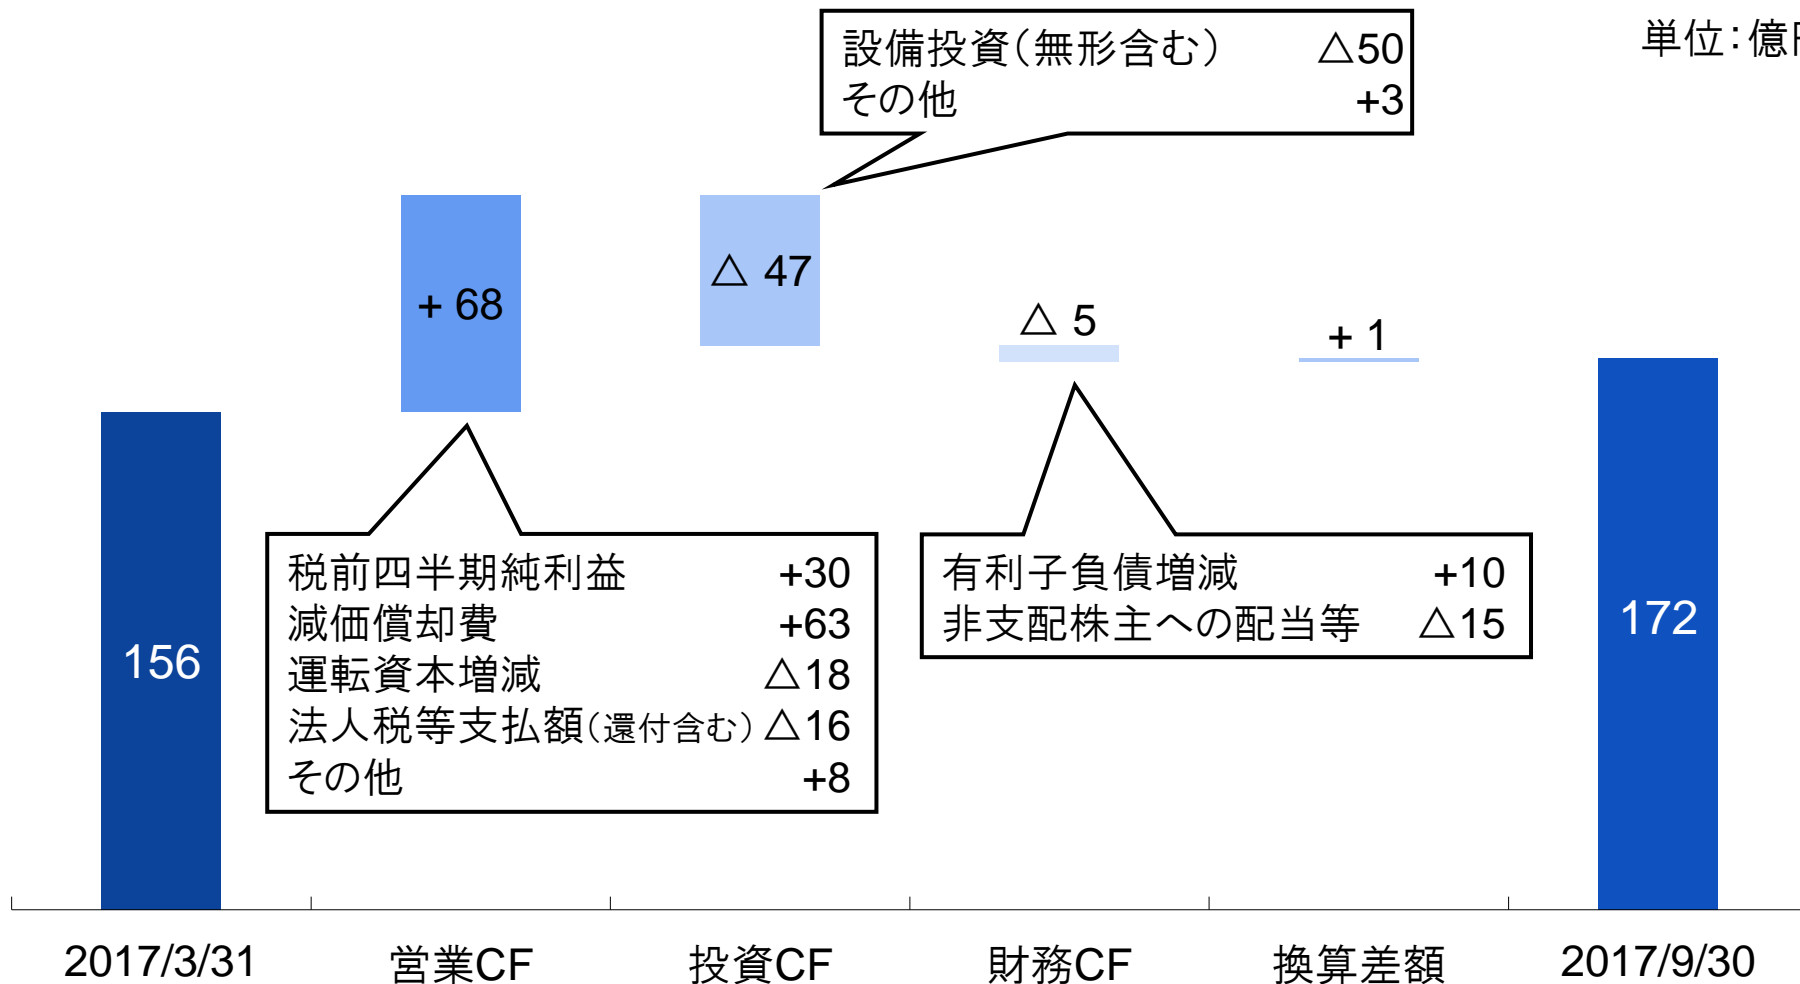 設備投資（無形含む） △50
その他 +3
単位：億円
+ 68
△ 47
△ 5
+ 1
156
172
税前四半期純利益 +30
減価償却費 +63
運転資本増減 △18
法人税等支払額（還付含む） △16
その他 +8
有利子負債増減 +10
非支配株主への配当等 △15
2017/3/31 営業CF 投資CF 財務CF 換算差額 2017/9/30